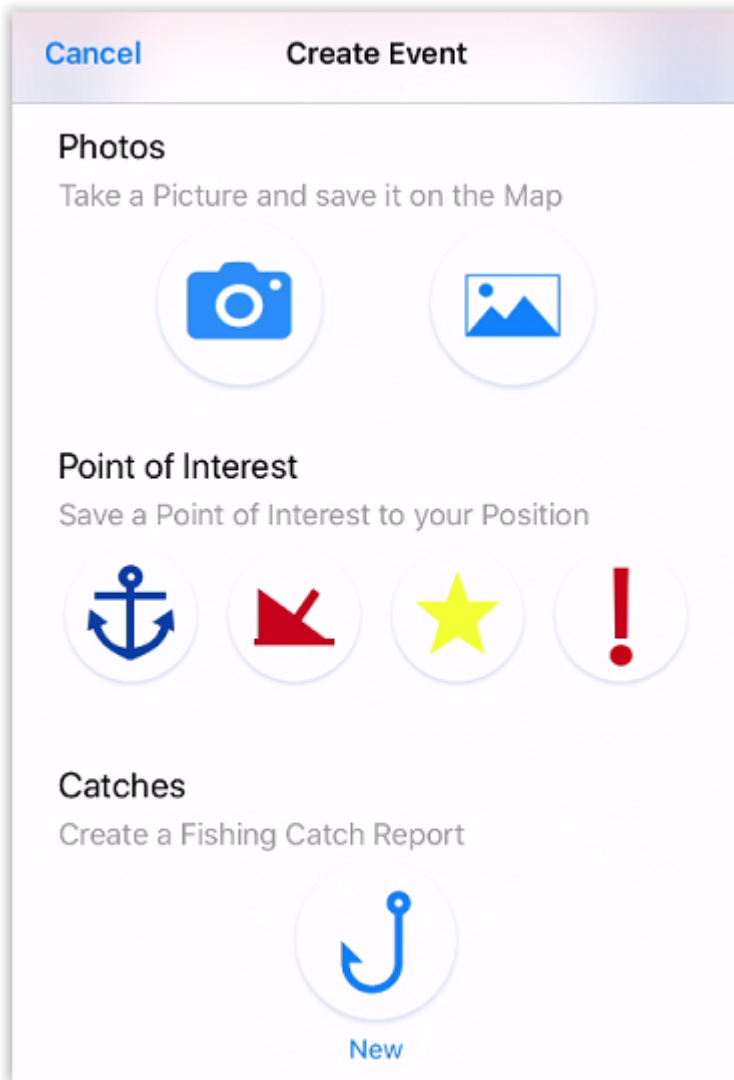 Cancel
Create Event
Photos
Take a Picture and save it on the Map
Point of Interest
Save a Point of Interest to your Position
Catches
Create a Fishing Catch Report
New